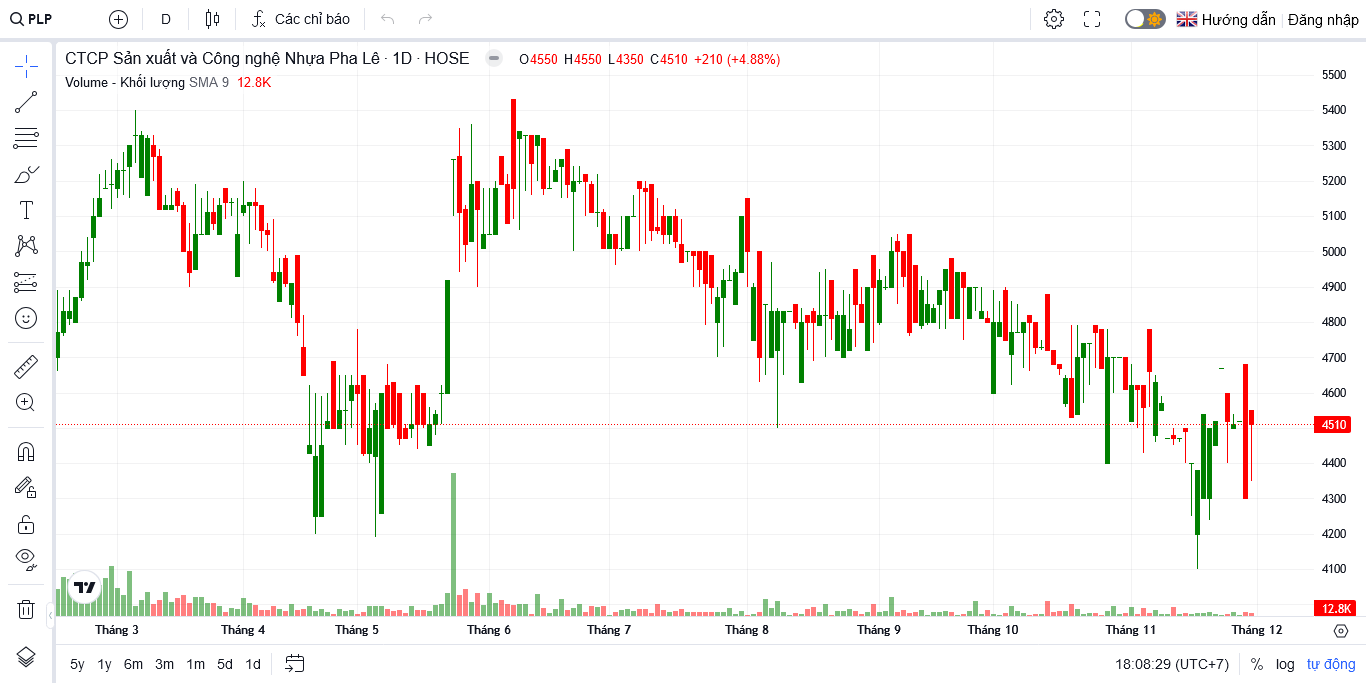 PLP D Các chỉ báo Hướng dẫn Đăng nhập
CTCP Sản xuất và Công nghệ Nhựa Pha Lê · 1D · HOSE O4550 H4550 L4350 C4510 +210 (+4.88%)
Volume - Khối lượng SMA 9 12.8K
5500
5400
5300
5200
5100
5000
4900
4800
4700
4600
4510
4400
4300
4200
4100
12.8K
Tháng 3 Tháng 4 Tháng 5 Tháng 6 Tháng 7 Tháng 8 Tháng 9 Tháng 10 Tháng 11 Tháng 12
5y 1y 6m 3m 1m 5d 1d 18:08:29 (UTC+7) % log tự động